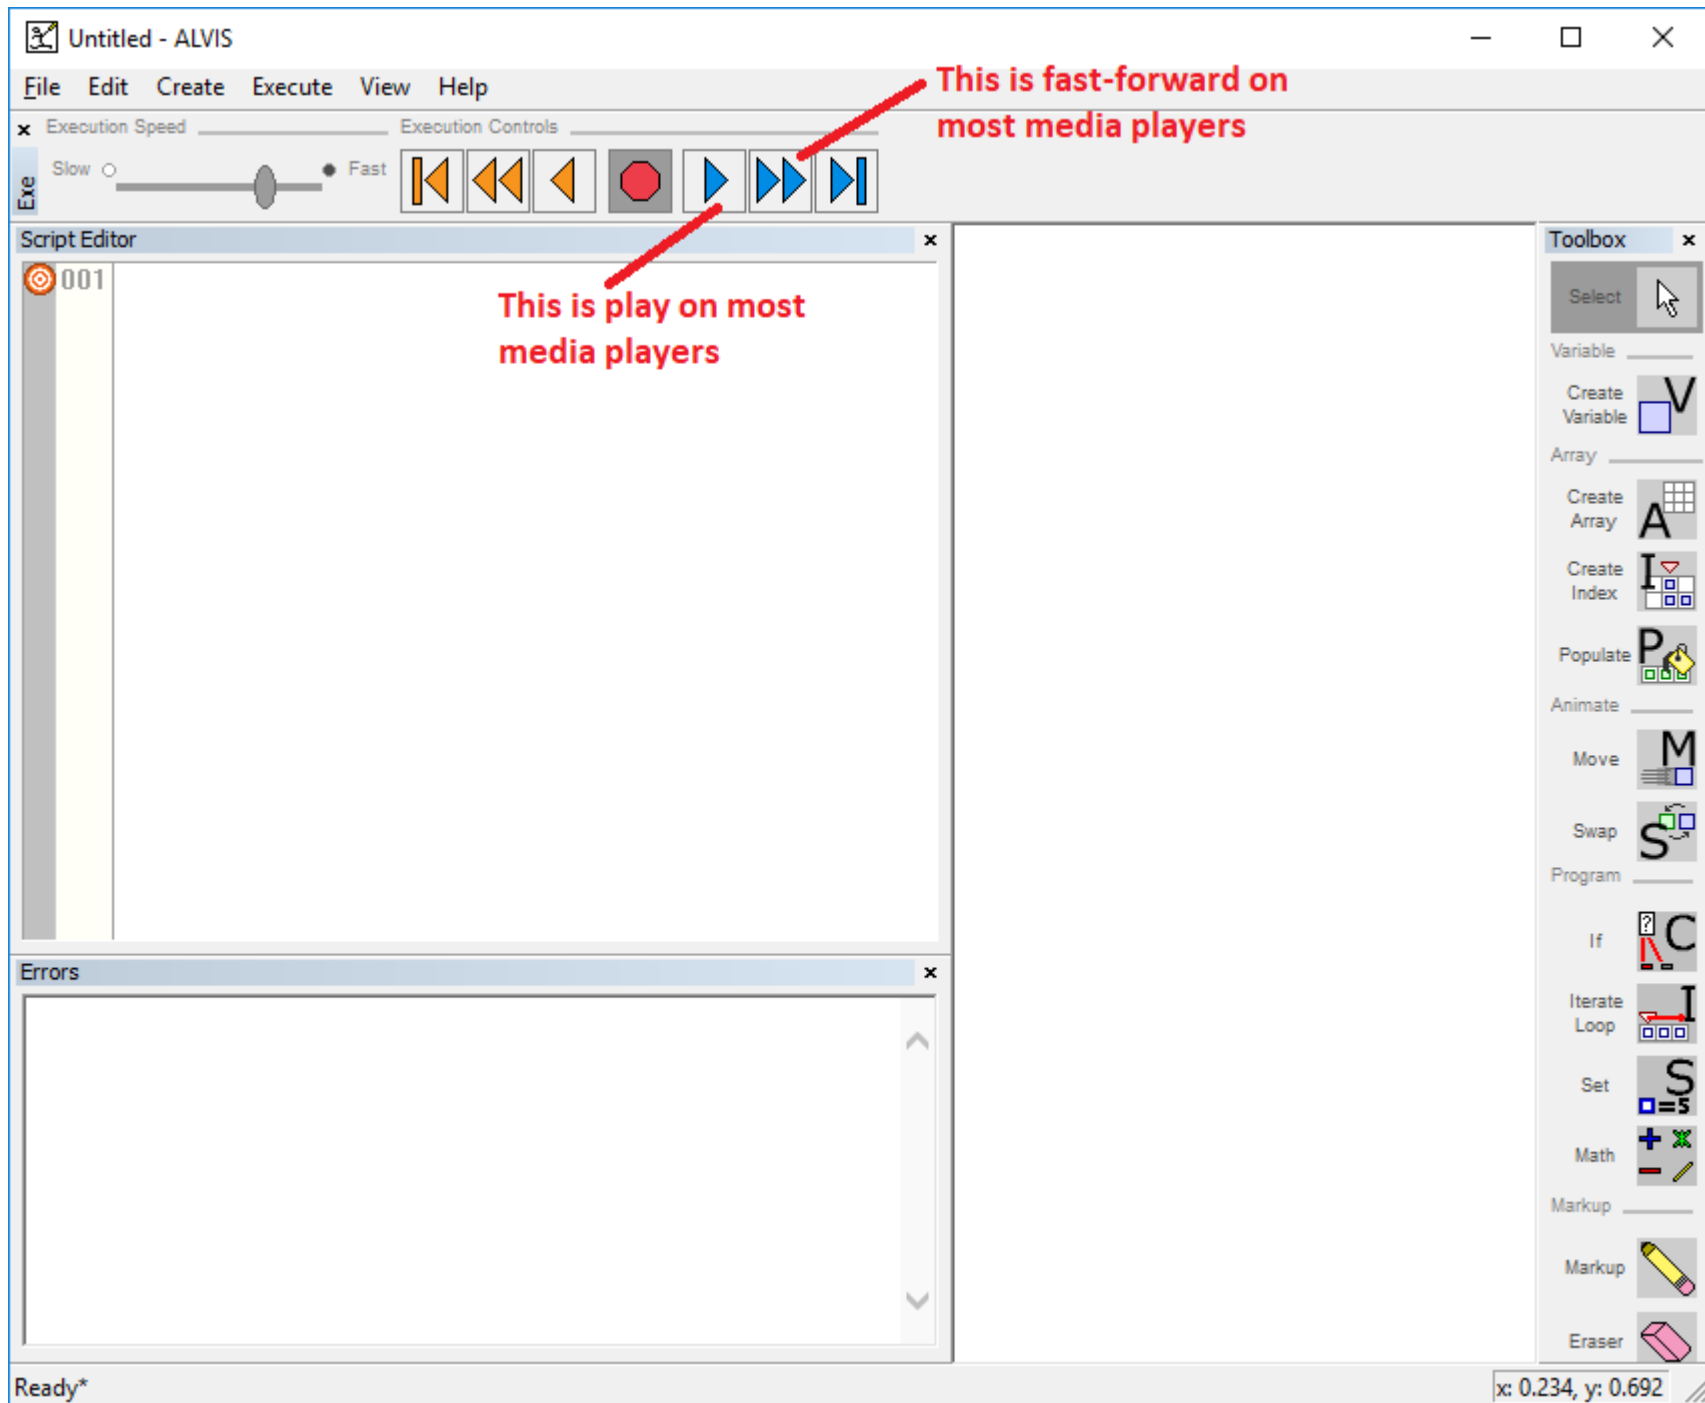 Untitled - ALVIS
File Edit Create Execute View Help
This is fast-forward on
most media players
Execution Speed
Execution Controls
Slow
Fast
Exe
Script Editor
001
This is play on most
media players
Toolbox
Select
Variable
Create
Variable
V
Array
Create
Array
A
Create
Index
I
Populate
P
Animate
Move
M
Swap
S
Program
If
? C
Iterate
Loop
I
Set
S
=5
Math
Markup
Markup
Eraser
Errors
Ready*
x: 0.234, y: 0.692